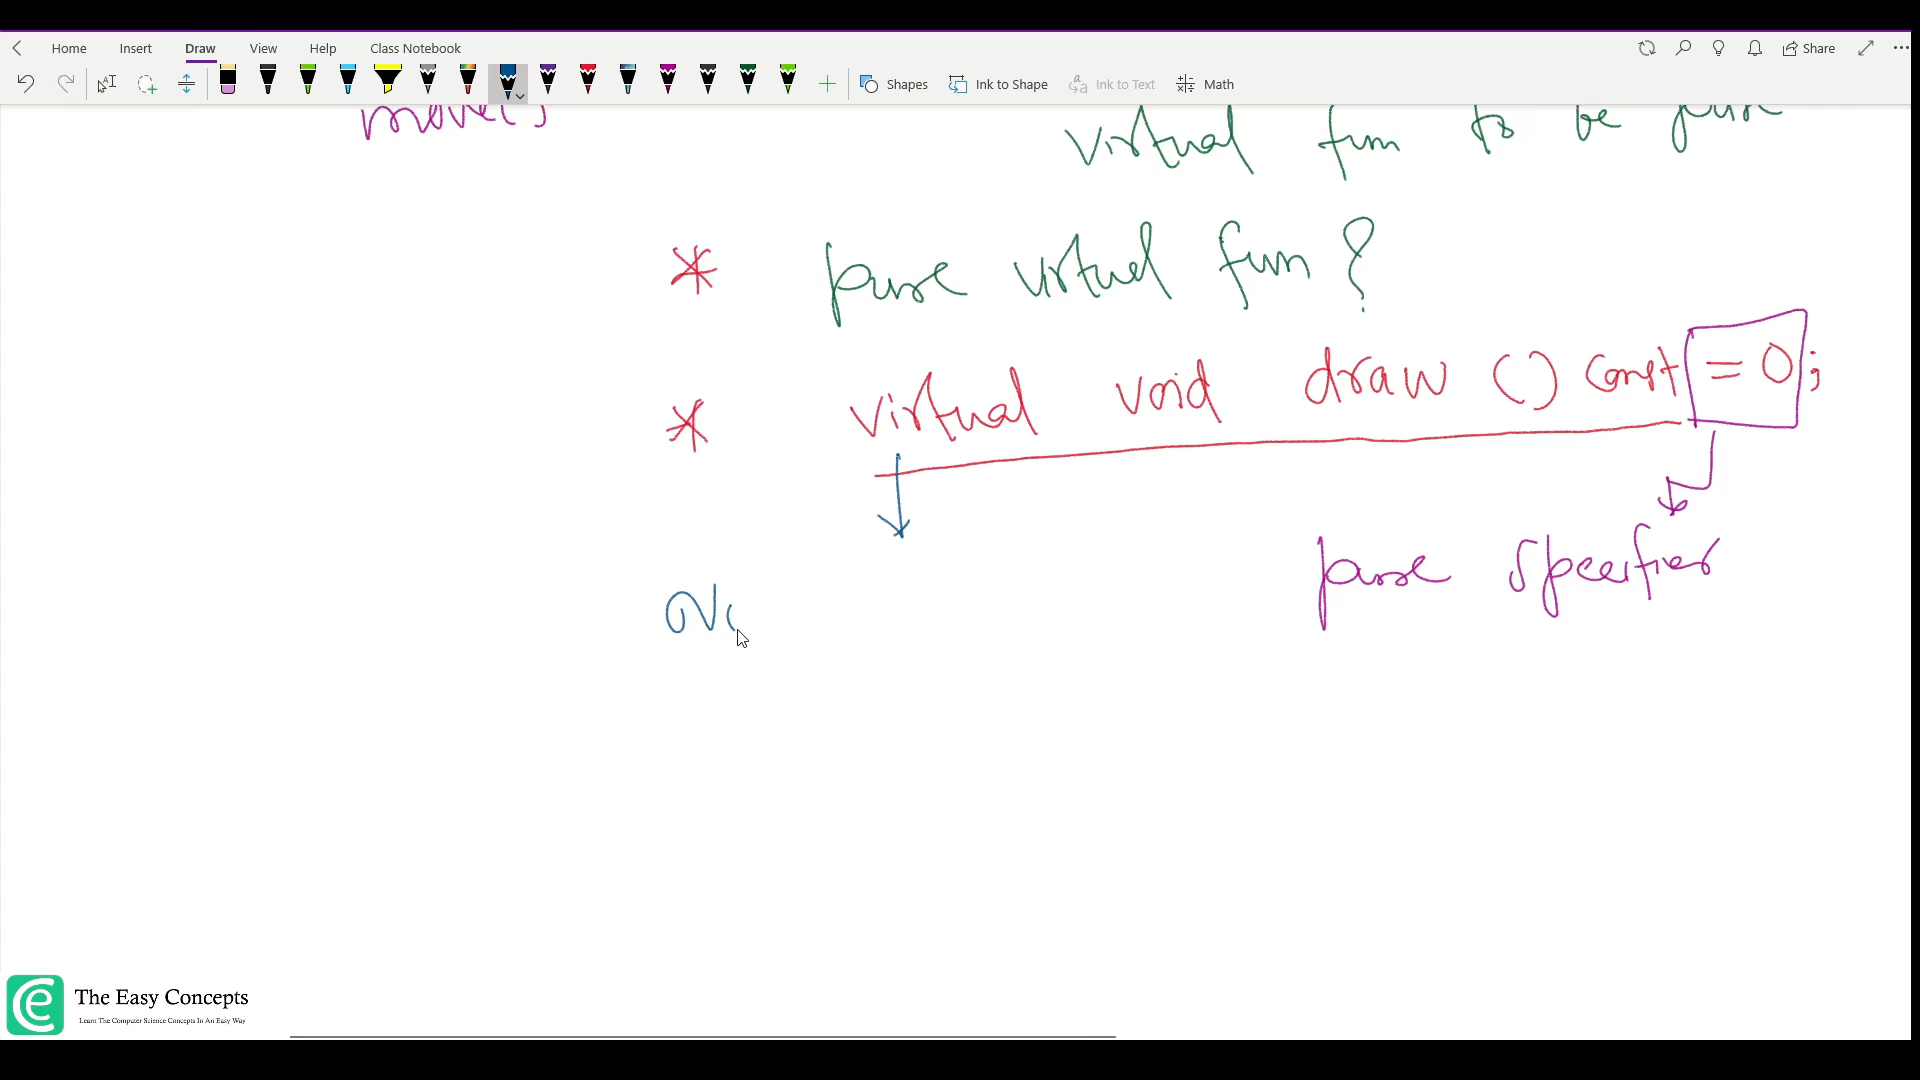 Home Insert Draw View Help Class Notebook Share
Shapes Ink to Shape Ink to Text Math
move()
virtual fun to be pure
* pure virtual fun?
* virtual void draw () const = 0;
pure specifier
ov
The Easy Concepts
Learn The Computer Science Concepts In An Easy Way